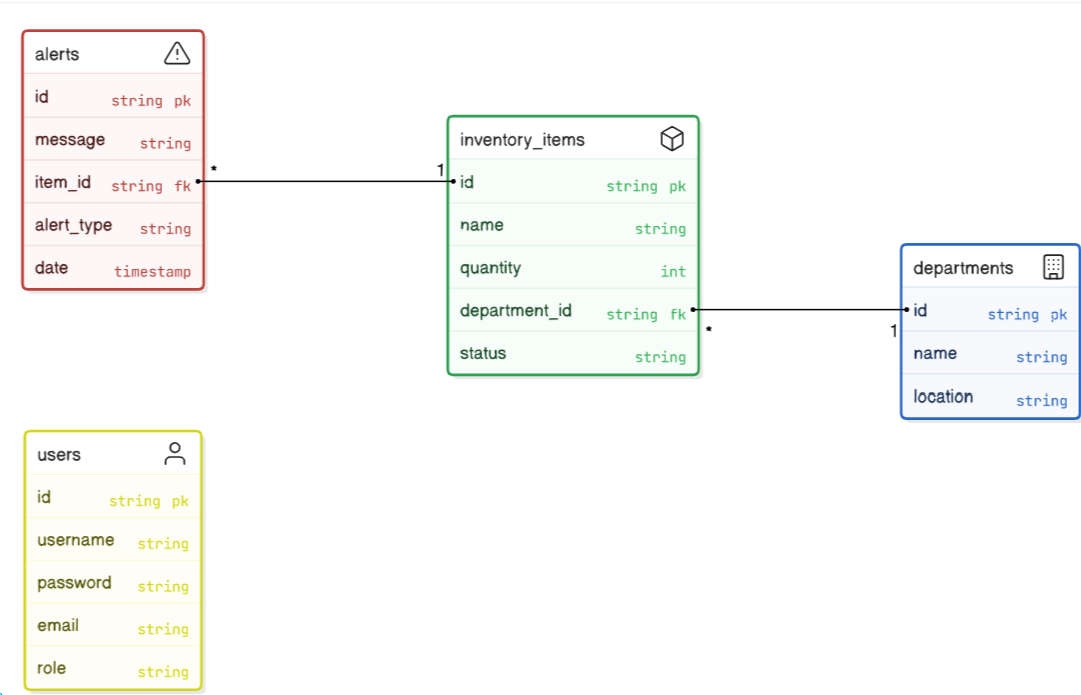 alerts
id string pk
message string
item_id string fk
alert_type string
date timestamp
*
1
inventory_items
id string pk
name string
quantity int
department_id string fk
status string
*
1
departments
id string pk
name string
location string
users
id string pk
username string
password string
email string
role string